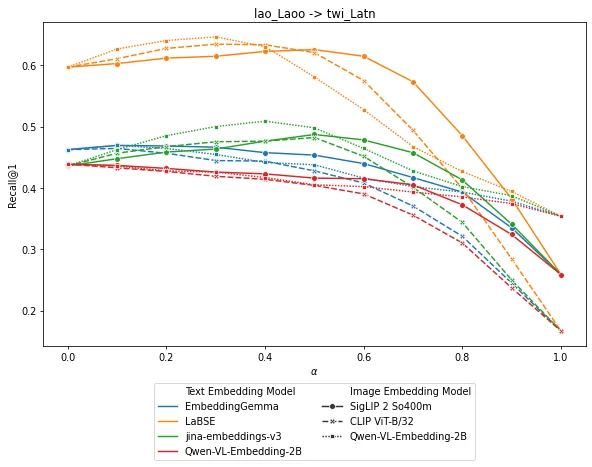 lao_Laoo -> twi_Latn
Recall@1
0.6
0.5
0.4
0.3
0.2
0.0 0.2 0.4 0.6 0.8 1.0
α
Text Embedding Model Image Embedding Model
EmbeddingGemma SigLIP 2 So400m
LaBSE CLIP ViT-B/32
jina-embeddings-v3 Qwen-VL-Embedding-2B
Qwen-VL-Embedding-2B